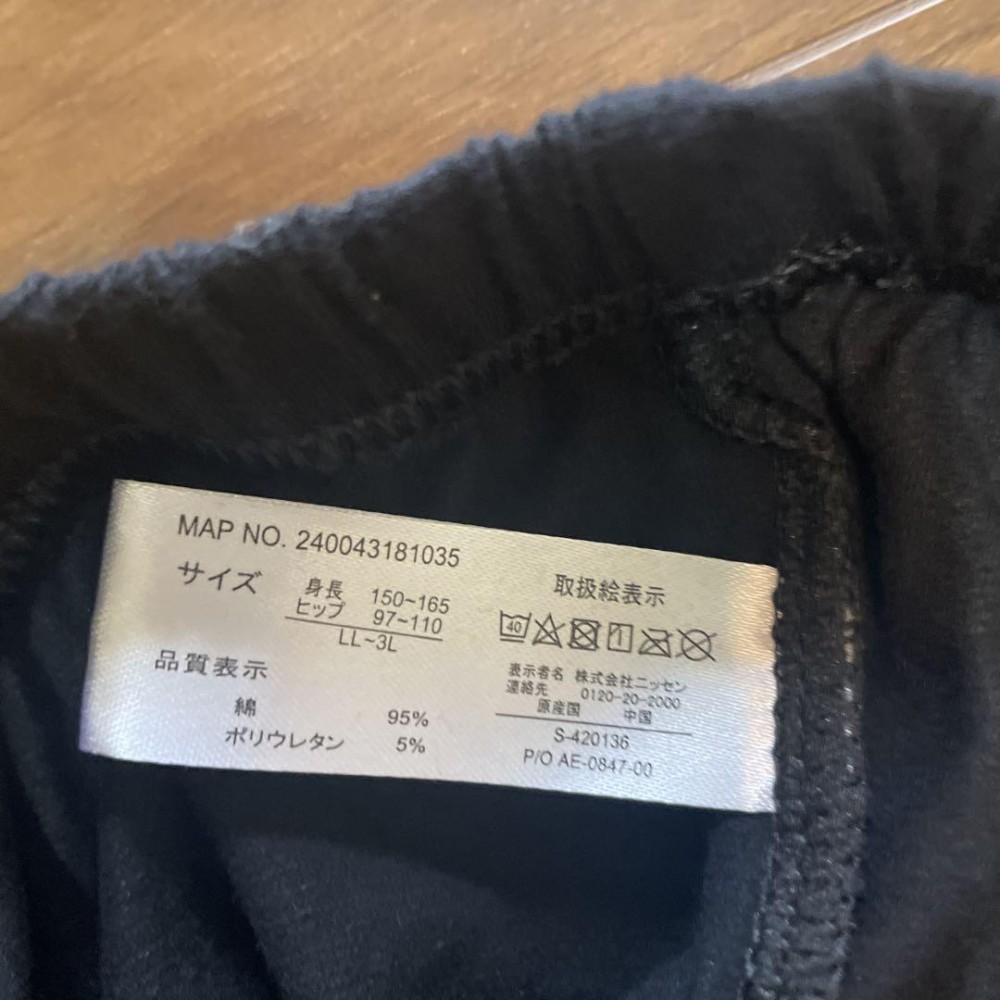 MAP NO. 240043181035
サイズ
身長 150~165
ヒップ 97~110
LL~3L
品質表示
綿 95%
ポリウレタン 5%
取扱絵表示
40
表示者名 株式会社ニッセン
連絡先 0120-20-2000
原産国 中国
S-420136
P/O AE-0847-00